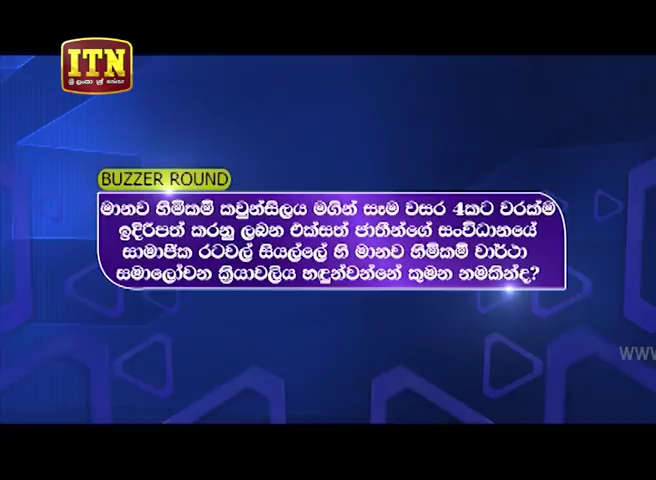 ITN
BUZZER ROUND
මානව හිමිකම් කවුන්සිලය මගින් සෑම වසර 4කට වරක්ම
ඉදිරිපත් කරනු ලබන එක්සත් ජාතීන්ගේ සංවිධානයේ
සාමාජික රටවල් සියල්ලේ හි මානව හිමිකම් වාර්ථා
සමාලෝචන ක්‍රියාවලිය හඳුන්වන්නේ කුමන නමකින්ද?